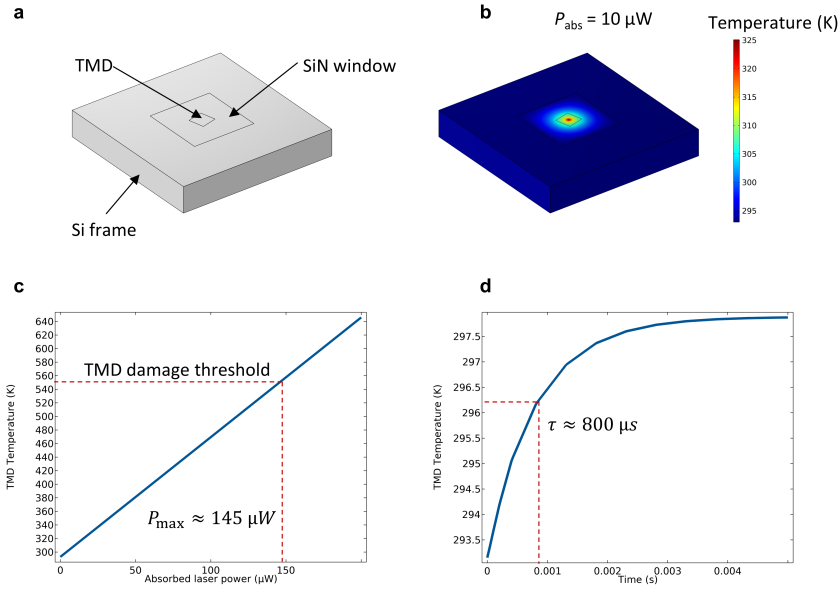 a
TMD
SiN window
Si frame
b
Pabs = 10 µW
Temperature (K)
325
320
315
310
305
300
295
c
TMD Temperature (K)
640
620
600
580
560
540
520
500
480
460
440
420
400
380
360
340
320
300
TMD damage threshold
Pmax ≈ 145 µW
0
50
100
150
Absorbed laser power (µW)
d
TMD Temperature (K)
297.5
297
296.5
296
295.5
295
294.5
294
293.5
τ ≈ 800 µs
0
0.001
0.002
0.003
0.004
Time (s)